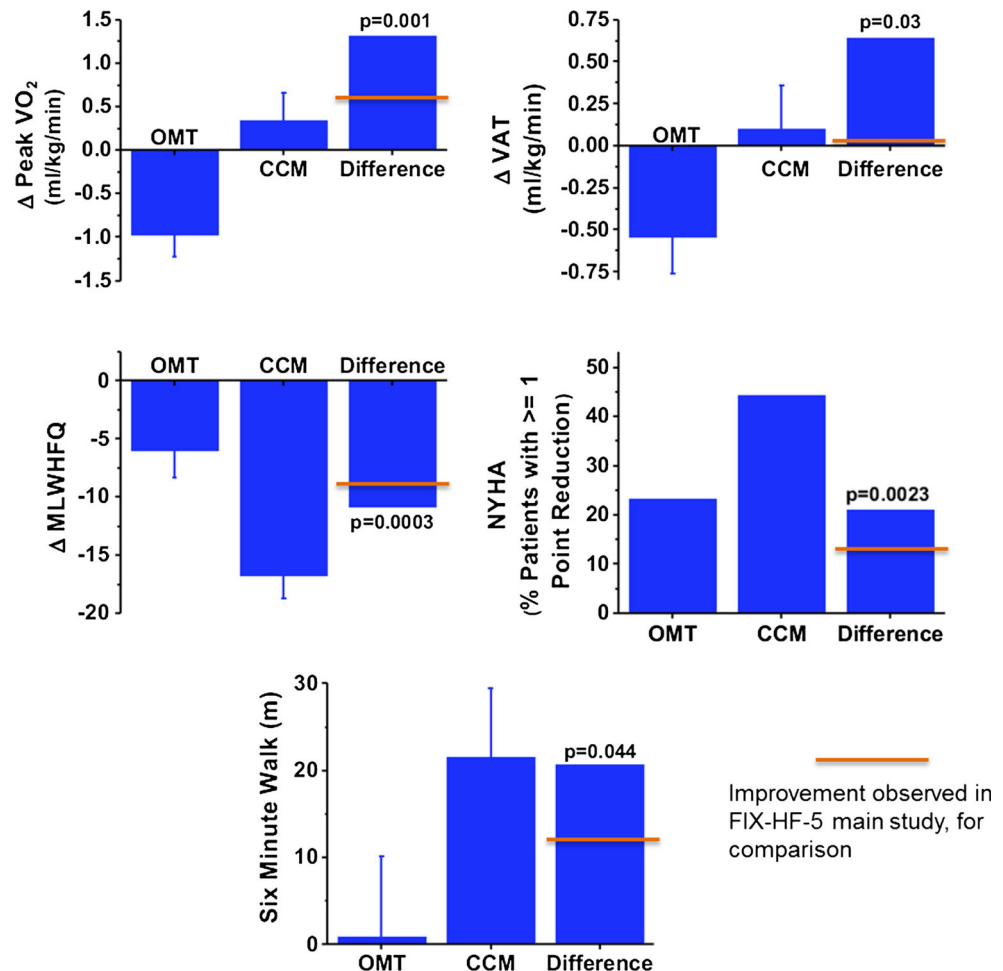 1.5
1.0
0.5
0.0
-0.5
-1.0
-1.5
Δ Peak VO₂
(ml/kg/min)
OMT
CCM
Difference
p=0.001
0.75
0.50
0.25
0.00
-0.25
-0.50
-0.75
Δ VAT
(ml/kg/min)
OMT
CCM
Difference
p=0.03
0
-5
-10
-15
-20
Δ MLWHFQ
OMT
CCM
Difference
p=0.0003
50
40
30
20
10
0
NYHA
(% Patients with >= 1
Point Reduction)
OMT
CCM
Difference
p=0.0023
30
20
10
0
Six Minute Walk (m)
OMT
CCM
Difference
p=0.044
Improvement observed in
FIX-HF-5 main study, for
comparison